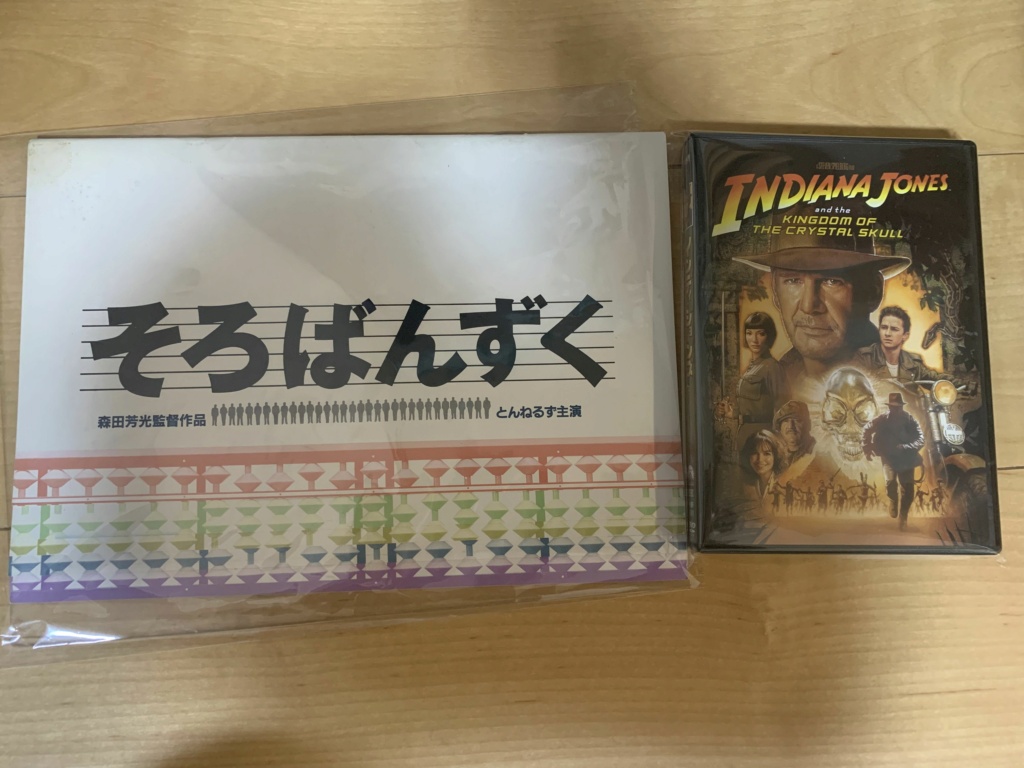 そろばんずく
森田芳光監督作品
とんねるず主演
INDIANA JONES
and the
KINGDOM OF
THE CRYSTAL SKULL